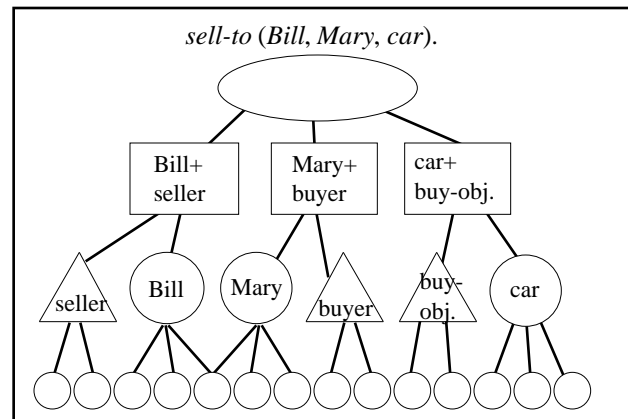 sell-to (Bill, Mary, car).
Bill+
seller
Mary+
buyer
car+
buy-obj.
seller
Bill
Mary
buyer
buy-
obj.
car